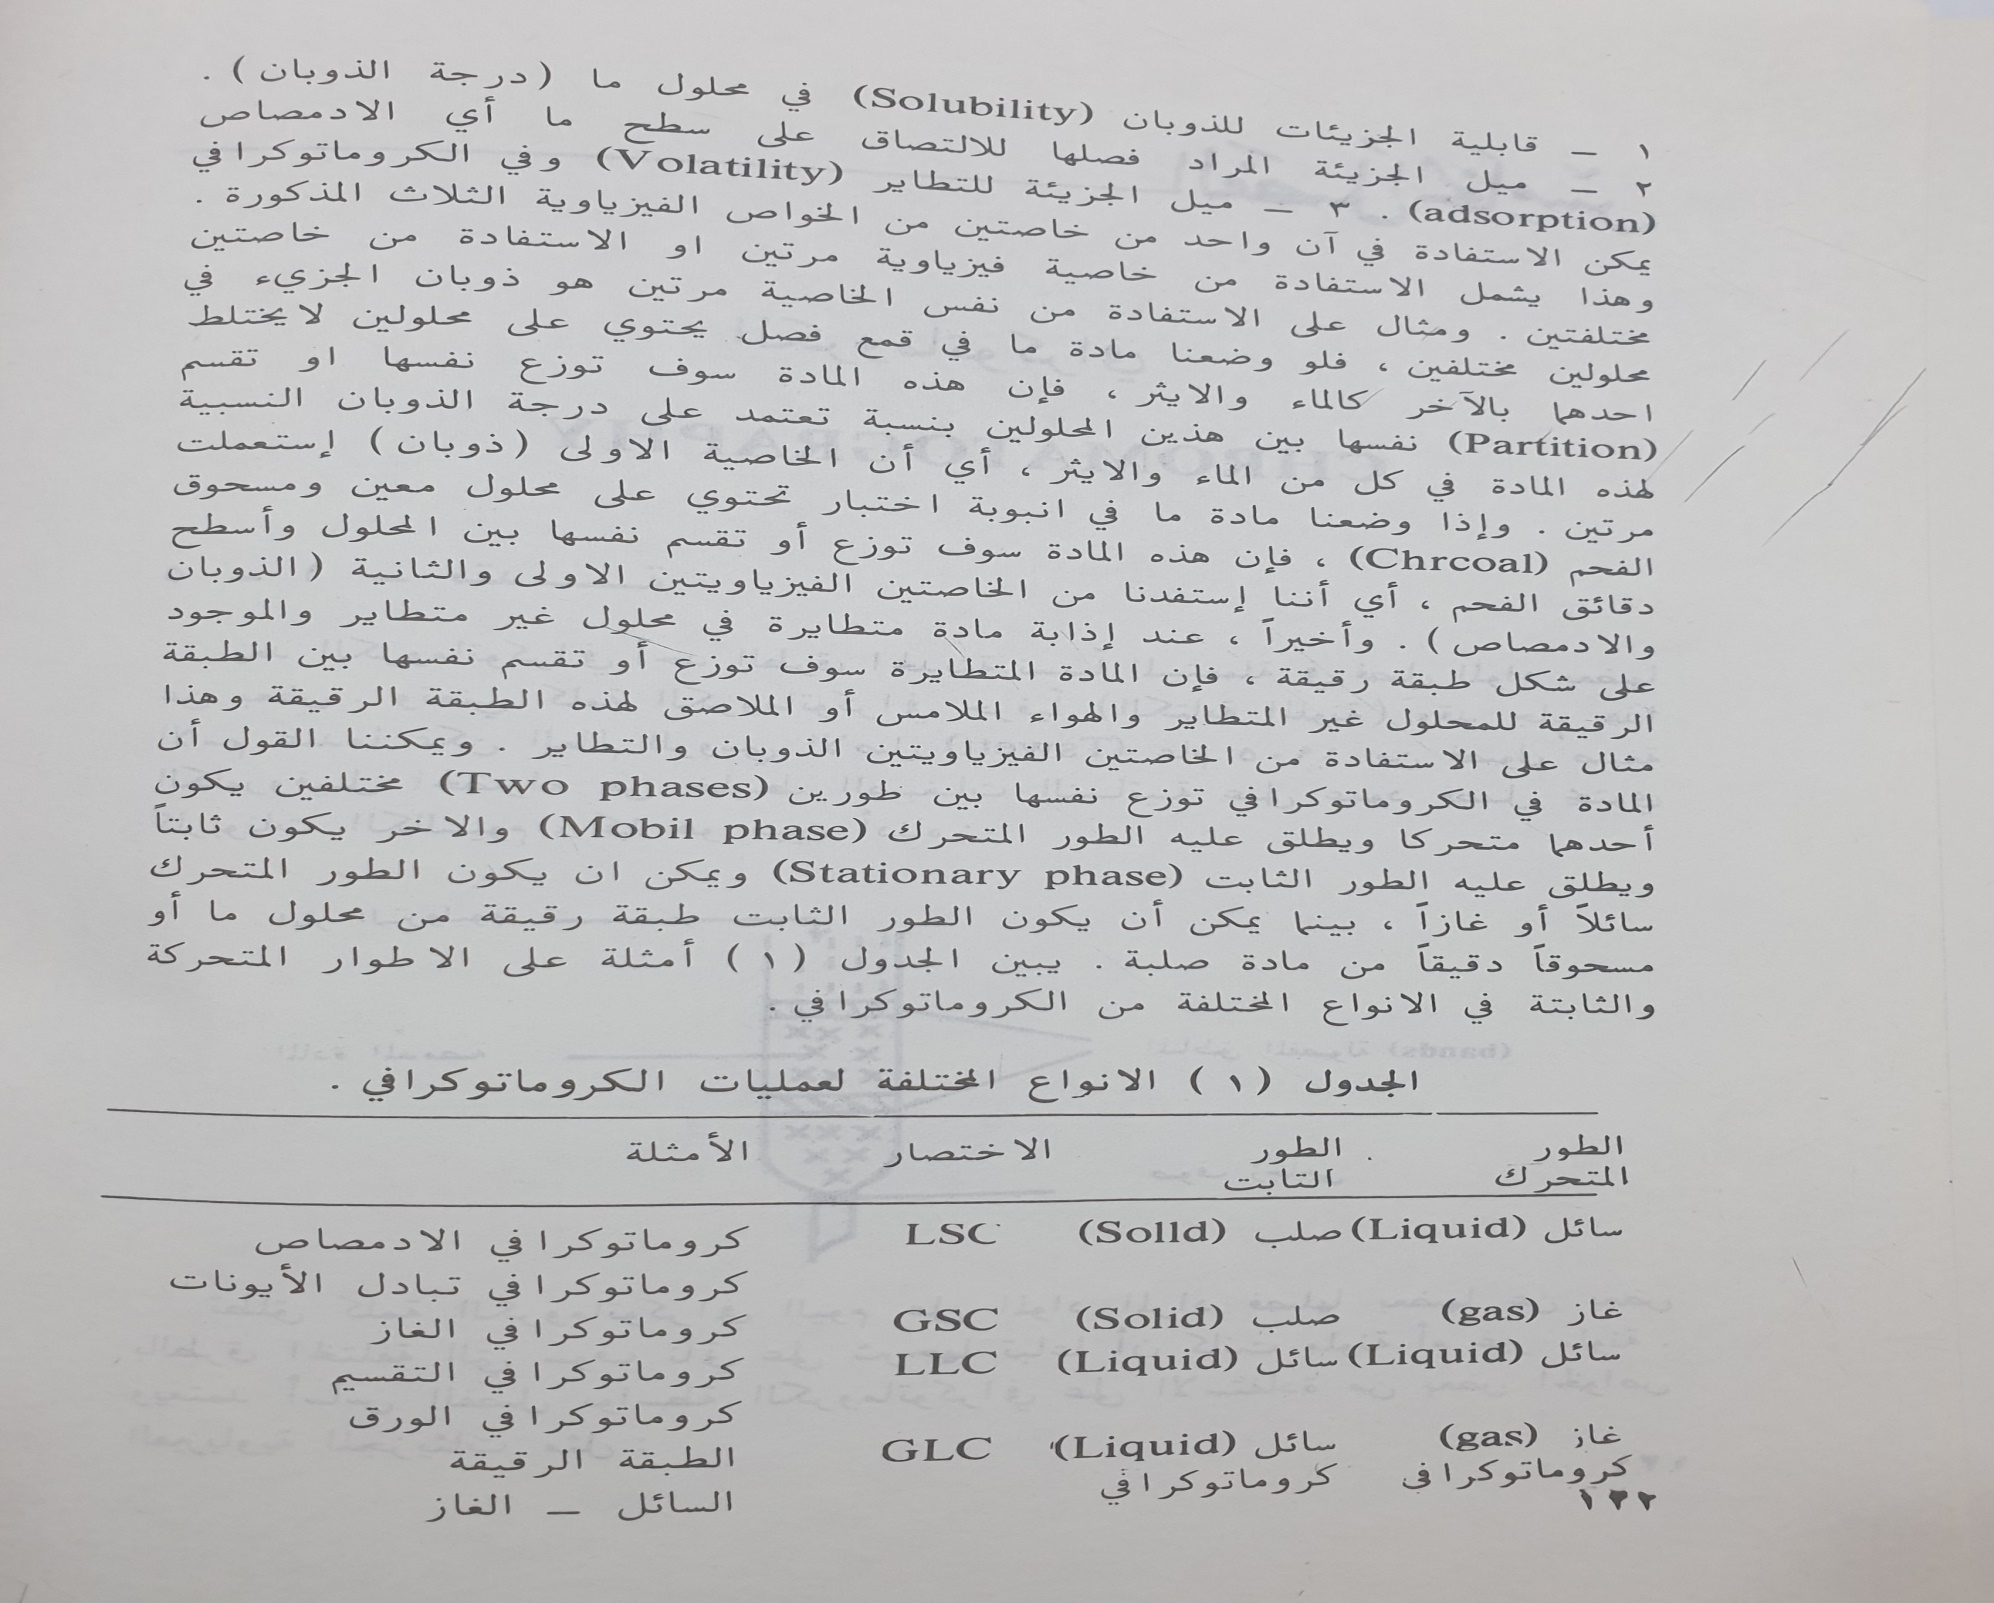 ١ – قابلية الجزيئات للذوبان (Solubility) في محلول ما (درجة الذوبان) .
٢ – ميل الجزيئة المراد فصلها للالتصاق على سطح ما أي الادمصاص
(adsorption) . ٣ – ميل الجزيئة للتطاير (Volatility) وفي الكروماتوكرافي
يمكن الاستفادة في آن واحد من خاصتين من الخواص الفيزياوية الثلاث المذكورة .
وهذا يشمل الاستفادة من خاصية فيزياوية مرتين او الاستفادة من خاصتين
مختلفتين . ومثال على الاستفادة من نفس الخاصية مرتين هو ذوبان الجزيء في
محلولين مختلفين ، فلو وضعنا مادة ما في قمع فصل يحتوي على محلولين لايختلط
احدهما بالآخر كالماء والايثر ، فإن هذه المادة سوف توزع نفسها او تقسم
(Partition) نفسها بين هذين المحلولين بنسبة تعتمد على درجة الذوبان النسبية
لهذه المادة في كل من الماء والايثر ، أي أن الخاصية الاولى (ذوبان) إستعملت
مرتين . وإذا وضعنا مادة ما في انبوبة اختبار تحتوي على محلول معين ومسحوق
الفحم (Chrcoal) ، فإن هذه المادة سوف توزع أو تقسم نفسها بين المحلول وأسطح
دقائق الفحم ، أي أننا إستفدنا من الخاصتين الفيزياويتين الاولى والثانية (الذوبان
والادمصاص) . وأخيراً ، عند إذابة مادة متطايرة في محلول غير متطاير والموجود
على شكل طبقة رقيقة ، فإن المادة المتطايرة سوف توزع أو تقسم نفسها بين الطبقة
الرقيقة للمحلول غير المتطاير والهواء الملامس أو الملاصق لهذه الطبقة الرقيقة وهذا
مثال على الاستفادة من الخاصتين الفيزياويتين الذوبان والتطاير . ويمكننا القول أن
المادة في الكروماتوكرافي توزع نفسها بين طورين (Two phases) مختلفين يكون
أحدهما متحركا ويطلق عليه الطور المتحرك (Mobil phase) والاخر يكون ثابتاً
ويطلق عليه الطور الثابت (Stationary phase) ويمكن ان يكون الطور المتحرك
سائلاً أو غازاً ، بينما يمكن أن يكون الطور الثابت طبقة رقيقة من محلول ما أو
مسحوقاً دقيقاً من مادة صلبة . يبين الجدول (١) أمثلة على الاطوار المتحركة
والثابتة في الانواع المختلفة من الكروماتوكرافي .
الجدول (١) الانواع المختلفة لعمليات الكروماتوكرافي .
الطور الطور الاختصار الأمثلة
المتحرك التابت
سائل (Liquid) صلب (Solld) LSC كروماتوكرافي الادمصاص
كروماتوكرافي تبادل الأيونات
غاز (gas) صلب (Solid) GSC كروماتوكرافي الغاز
سائل (Liquid) سائل (Liquid) LLC كروماتوكرافي التقسيم
كروماتوكرافي الورق
غاز (gas) سائل (Liquid) GLC الطبقة الرقيقة
كروماتوكرافي كروماتوكرافي السائل – الغاز
١٢٢